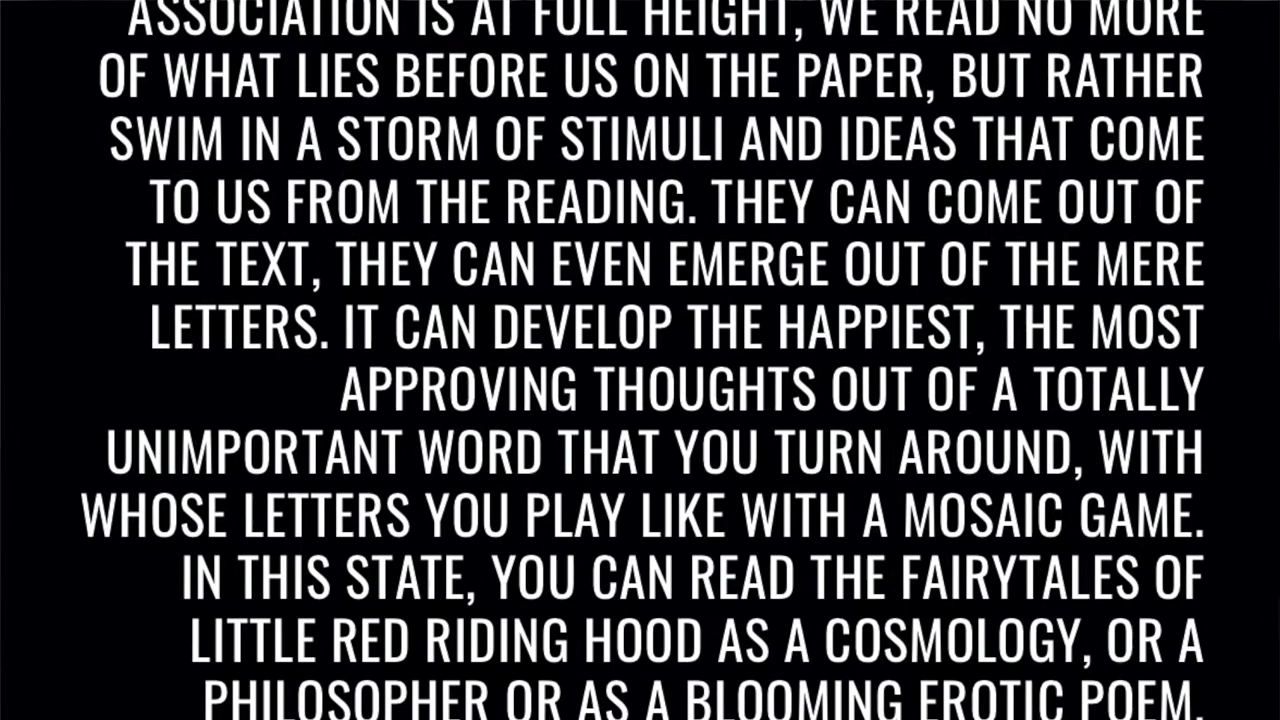 ASSOCIATION IS AT FULL HEIGHT, WE READ NO MORE
OF WHAT LIES BEFORE US ON THE PAPER, BUT RATHER
SWIM IN A STORM OF STIMULI AND IDEAS THAT COME
TO US FROM THE READING. THEY CAN COME OUT OF
THE TEXT, THEY CAN EVEN EMERGE OUT OF THE MERE
LETTERS. IT CAN DEVELOP THE HAPPIEST, THE MOST
APPROVING THOUGHTS OUT OF A TOTALLY
UNIMPORTANT WORD THAT YOU TURN AROUND, WITH
WHOSE LETTERS YOU PLAY LIKE WITH A MOSAIC GAME.
IN THIS STATE, YOU CAN READ THE FAIRYTALES OF
LITTLE RED RIDING HOOD AS A COSMOLOGY, OR A
PHILOSOPHER OR AS A BLOOMING EROTIC POEM.